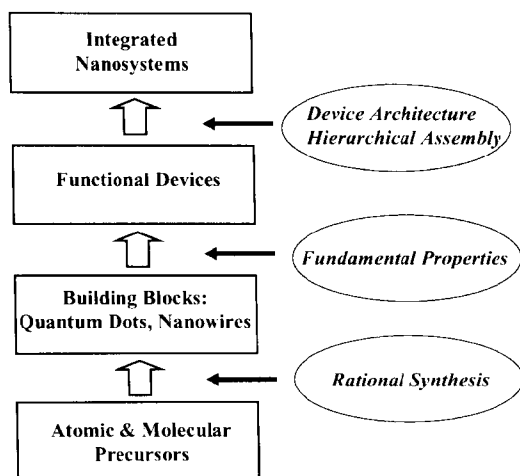 Integrated
Nanosystems
Device Architecture
Hierarchical Assembly
Functional Devices
Fundamental Properties
Building Blocks:
Quantum Dots, Nanowires
Rational Synthesis
Atomic & Molecular
Precursors